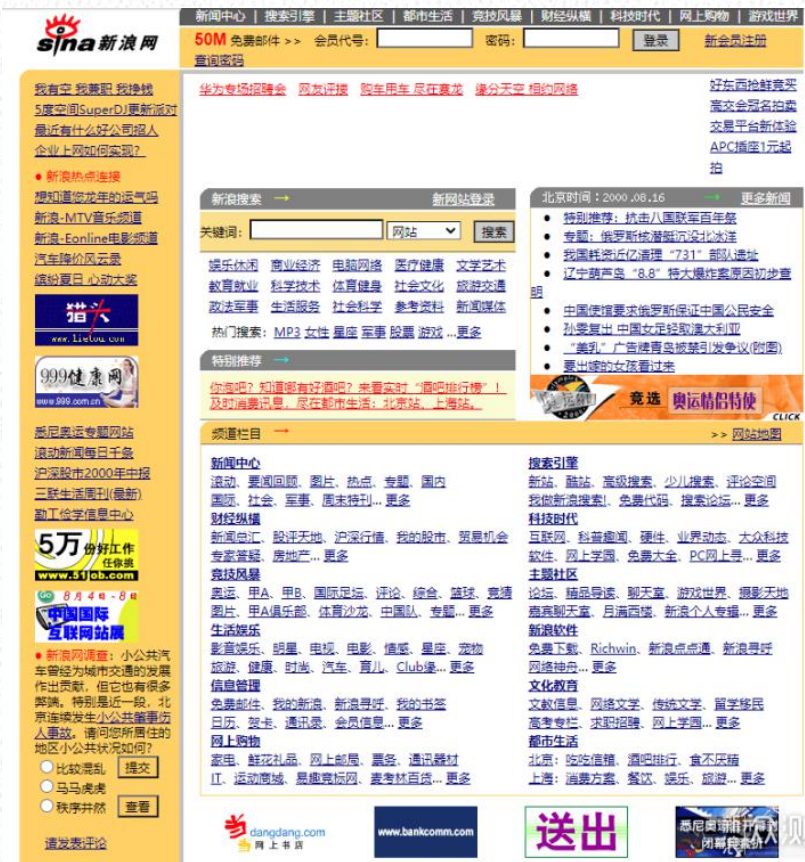 新闻中心 | 搜索引擎 | 主题社区 | 都市生活 | 竞技风暴 | 财经纵横 | 科技时代 | 网上购物 | 游戏世界
sina新浪网
50M 免费邮件 >> 会员代号: 密码: 登录 新会员注册
查询密码
我有空 我兼职 我挣钱
5度空间SuperDJ更新派对
最近有什么好公司招人
企业上网如何实现?
● 新浪热点连接
想知道您龙年的运气吗
新浪-MTV音乐频道
新浪-Eonline电影频道
汽车降价风云录
缤纷夏日 心动大奖
猎头
www.lietou.com
999健康网
www.999.com.cn
悉尼奥运专题网站
滚动新闻每日千条
沪深股市2000年中报
三联生活周刊(最新)
勤工俭学信息中心
5万份好工作
任你挑
www.51job.com
Go 8月4日-8日
中国国际
互联网站展
● 新浪网调查: 小公共汽
车曾经为城市交通的发展
作出贡献，但它也有很多
弊端。特别是近一段，北
京连续发生小公共肇事伤
人事故。请问您所居住的
地区小公共状况如何?
比较混乱 提交
马马虎虎
秩序井然 查看
请发表评论
华为专场招聘会 网友评摸 购车用车 尽在赛龙 缘分天空 相约网络
好东西抢鲜竞买
高交会冠名拍卖
交易平台新体验
APC插座1元起
拍
新浪搜索 → 新网站登录
关键词: 网站 搜索
娱乐休闲 商业经济 电脑网络 医疗健康 文学艺术
教育就业 科学技术 体育健身 社会文化 旅游交通
政法军事 生活服务 社会科学 参考资料 新闻媒体
热门搜索: MP3 女性 星座 军事 股票 游戏 ...更多
特别推荐 →
你泡吧? 知道哪有好酒吧? 来看实时“酒吧排行榜”!
及时消费讯息，尽在都市生活: 北京站、上海站。
北京时间：2000.08.16 → 更多新闻
● 特别推荐: 抗击八国联军百年祭
● 专题: 俄罗斯核潜艇沉没北冰洋
● 我国耗资近亿清理“731”部队遗址
● 辽宁葫芦岛“8.8”特大爆炸案原因初步查
明
● 中国使馆要求俄罗斯保证中国公民安全
● 孙雯复出 中国女足轻取澳大利亚
● “美乳”广告牌青岛被禁引发争议(附图)
● 要出嫁的女孩看过来
竞选 奥运情侣特使
CLICK
频道栏目 → >> 网站地图
新闻中心
滚动、要闻回顾、图片、热点、专题、国内
国际、社会、军事、周末特刊... 更多
财经纵横
新闻总汇、股评天地、沪深行情、我的股市、贸易机会
专家答疑、房地产... 更多
竞技风暴
奥运、甲A、甲B、国际足坛、评论、综合、篮球、竞猜
图片、甲A俱乐部、体育沙龙、中国队、专题... 更多
生活娱乐
影音娱乐、明星、电视、电影、情感、星座、宠物
旅游、健康、时尚、汽车、育儿、Club缘... 更多
信息管理
免费邮件、我的新浪、新浪寻呼、我的书签
日历、贺卡、通讯录、会员信息... 更多
网上购物
家电、鲜花礼品、网上邮局、票务、通讯器材
IT、运动商城、易趣竞标网、麦考林百货... 更多
搜索引擎
新站、酷站、高级搜索、少儿搜索、评论空间
我做新浪搜索!、免费代码、搜索论坛... 更多
科技时代
互联网、科普趣闻、硬件、业界动态、大众科技
软件、网上学园、免费大全、PC网上寻... 更多
主题社区
论坛、精品导读、聊天室、游戏世界、摄影天地
嘉宾聊天室、月满西楼、新浪个人专辑... 更多
新浪软件
免费下载、Richwin、新浪点点通、新浪寻呼
网络神舟... 更多
文化教育
文教信息、网络文学、传统文学、留学移民
高考专栏、求职招聘、网上学园... 更多
都市生活
北京: 吃吃信箱、酒吧排行、食不厌精
上海: 消费方案、餐饮、娱乐、旅游... 更多
当当 dangdang.com
网上书店
www.bankcomm.com
送出